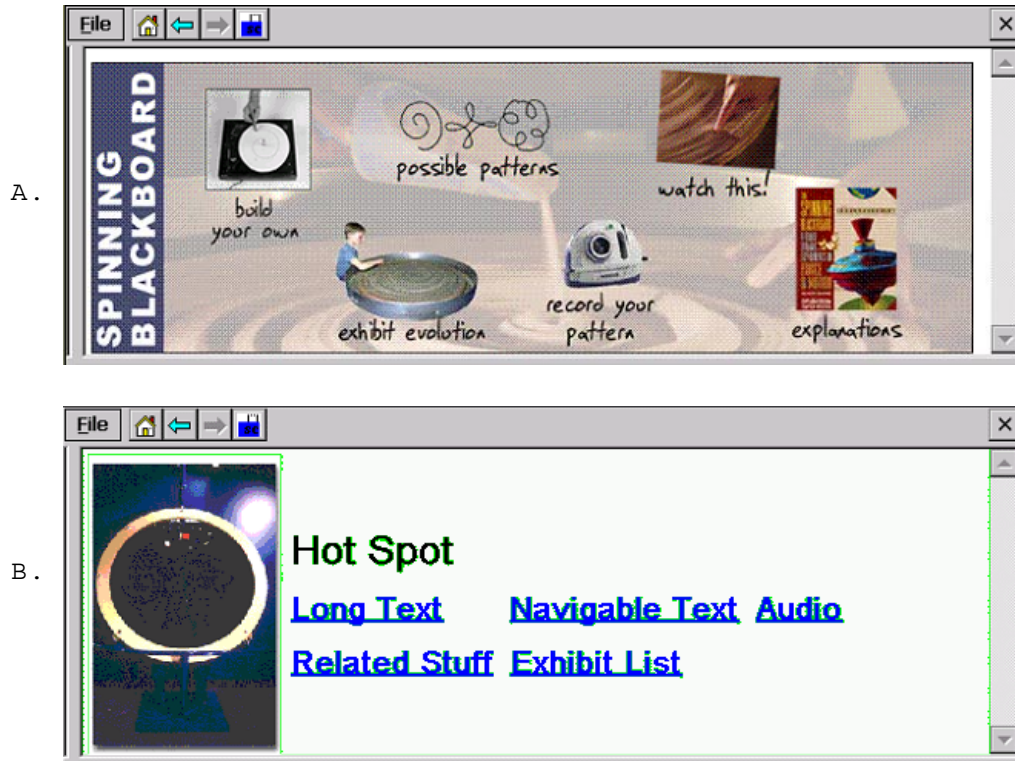 File
A.
SPINNING
BLACKBOARD
build
your own
possible patterns
watch this!
exhibit evolution
record your
pattern
explanations
File
B.
Hot Spot
Long Text Navigable Text Audio
Related Stuff Exhibit List